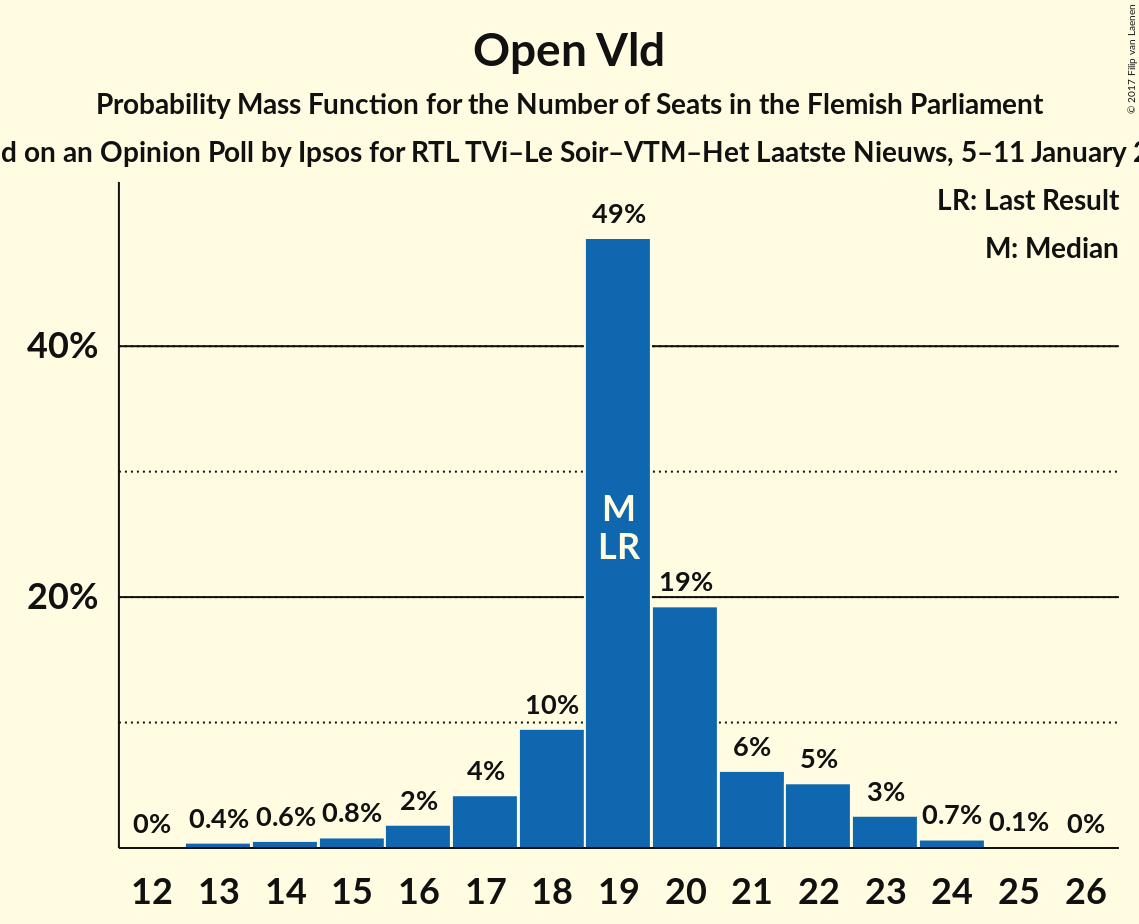 Open Vld
Probability Mass Function for the Number of Seats in the Flemish Parliament
d on an Opinion Poll by Ipsos for RTL TVi–Le Soir–VTM–Het Laatste Nieuws, 5–11 January 2
© 2017 Filip van Laenen
LR: Last Result
M: Median
40%
20%
0%
0.4%
0.6%
0.8%
2%
4%
10%
49%
M
LR
19%
6%
5%
3%
0.7%
0.1%
0%
12 13 14 15 16 17 18 19 20 21 22 23 24 25 26